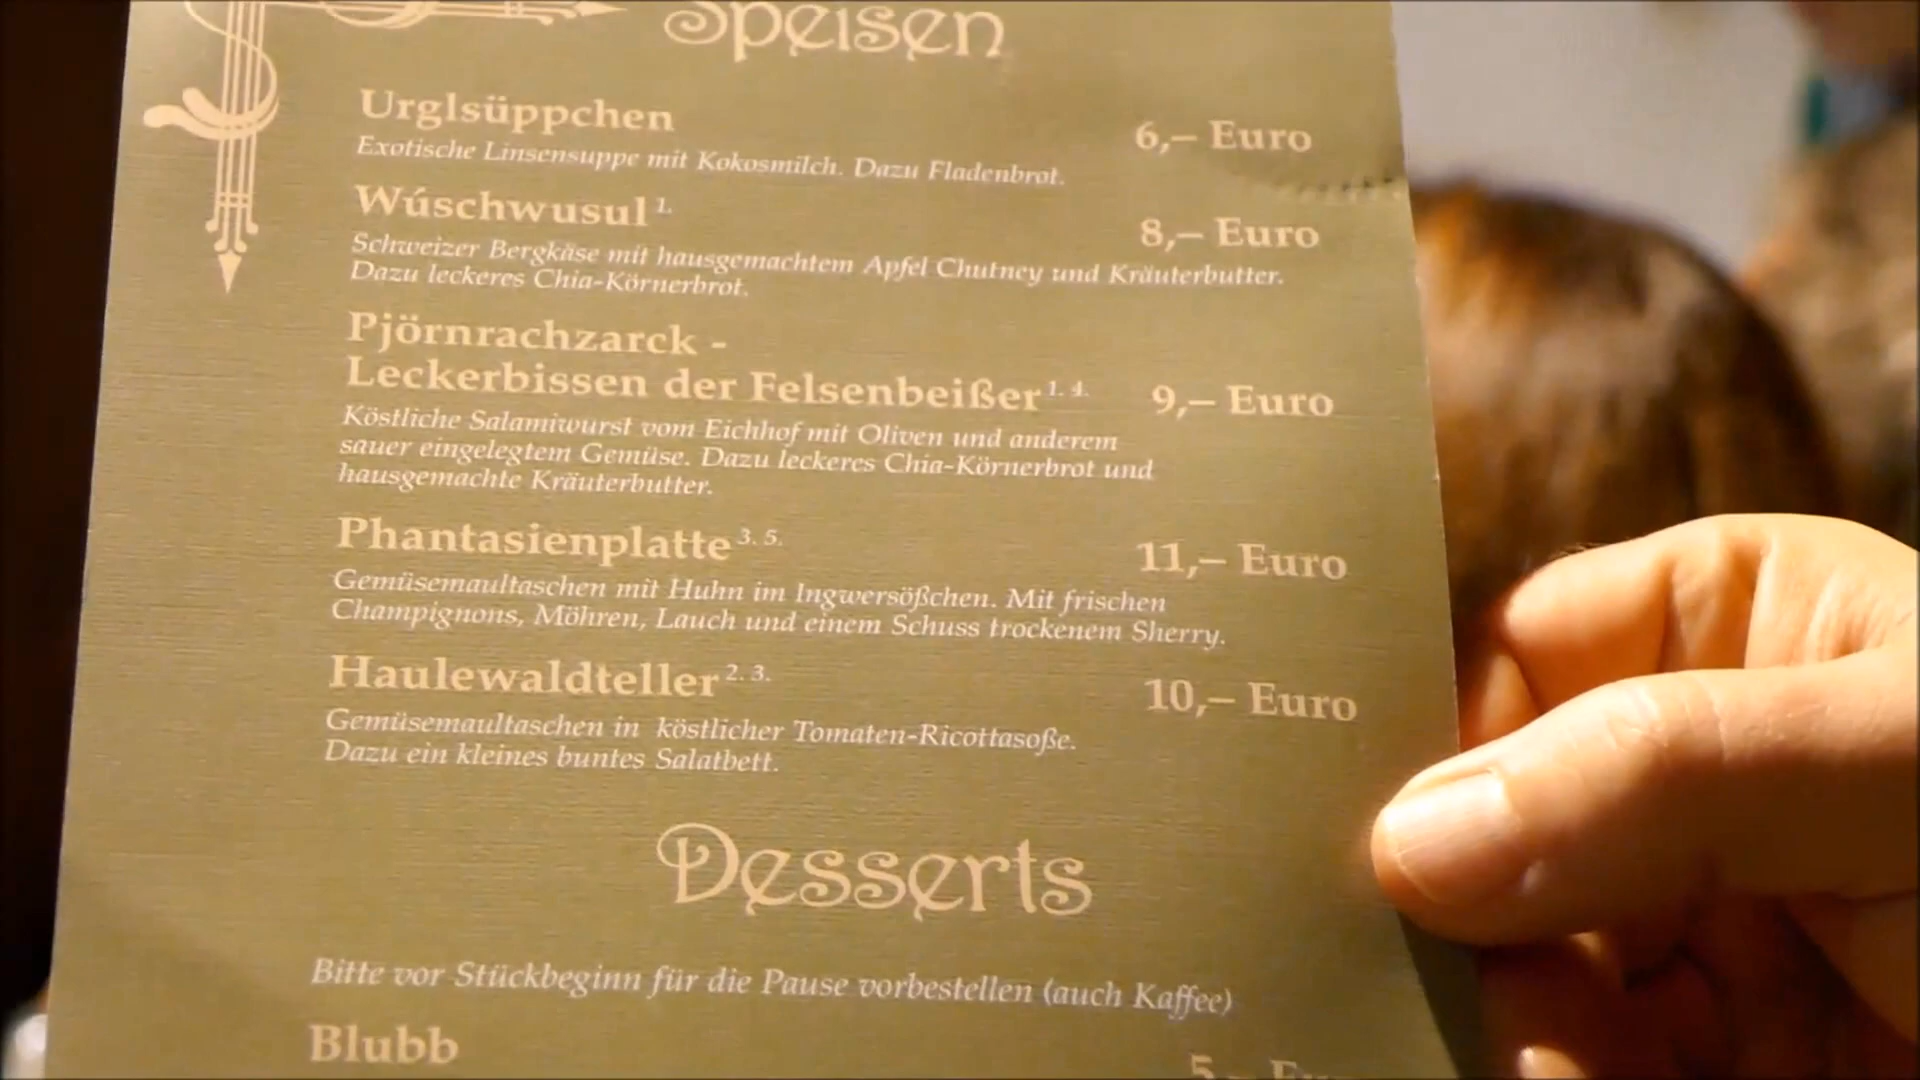 Speisen
Urglsüppchen
6,– Euro
Exotische Linsensuppe mit Kokosmilch. Dazu Fladenbrot.
Wúschwusul 1.
8,– Euro
Schweizer Bergkäse mit hausgemachtem Apfel Chutney und Kräuterbutter.
Dazu leckeres Chia-Körnerbrot.
Pjörnrachzarck -
Leckerbissen der Felsenbeißer 1. 4. 9,– Euro
Köstliche Salamiwurst vom Eichhof mit Oliven und anderem
sauer eingelegtem Gemüse. Dazu leckeres Chia-Körnerbrot und
hausgemachte Kräuterbutter.
Phantasienplatte 3. 5.
11,– Euro
Gemüsemaultaschen mit Huhn im Ingwersößchen. Mit frischen
Champignons, Möhren, Lauch und einem Schuss trockenem Sherry.
Haulewaldteller 2. 3.
10,– Euro
Gemüsemaultaschen in köstlicher Tomaten-Ricottasoße.
Dazu ein kleines buntes Salatbett.
Desserts
Bitte vor Stückbeginn für die Pause vorbestellen (auch Kaffee)
Blubb